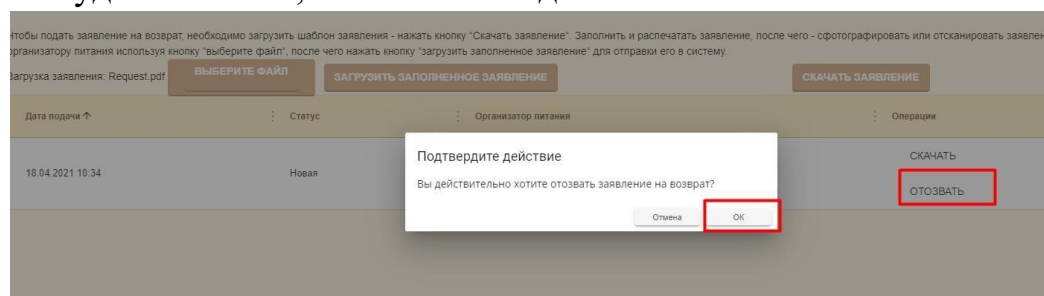 Чтобы подать заявление на возврат, необходимо загрузить шаблон заявления - нажать кнопку "Скачать заявление". Заполнить и распечатать заявление, после чего - сфотографировать или отсканировать заявлен
организатору питания используя кнопку "выберите файл", после чего нажать кнопку "загрузить заполненное заявление" для отправки его в систему.
Загрузка заявления: Request.pdf ВЫБЕРИТЕ ФАЙЛ ЗАГРУЗИТЬ ЗАПОЛНЕННОЕ ЗАЯВЛЕНИЕ СКАЧАТЬ ЗАЯВЛЕНИЕ
Дата подачи ↑ Статус Организатор питания Операции
Подтвердите действие
Вы действительно хотите отозвать заявление на возврат?
Отмена ОК
18.04.2021 10:34 Новая
СКАЧАТЬ
ОТОЗВАТЬ